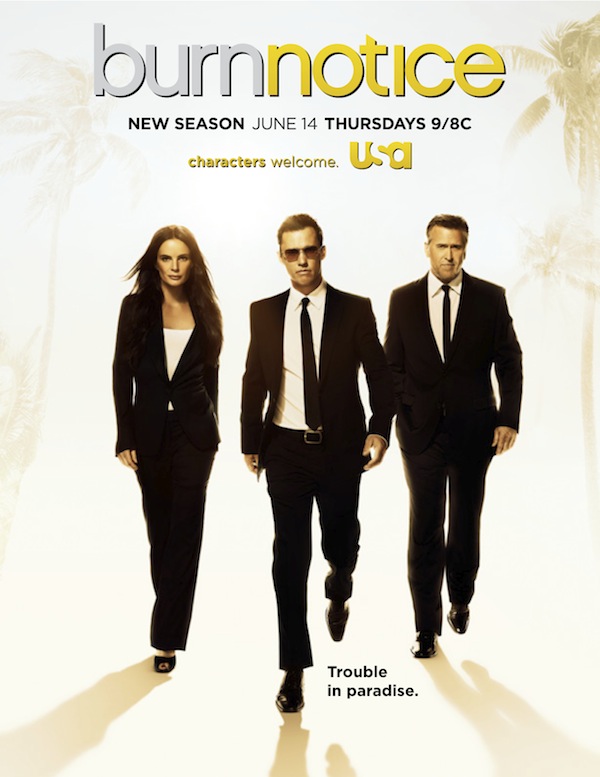 burnnotice
NEW SEASON JUNE 14 THURSDAYS 9/8C
characters welcome. usa
Trouble
in paradise.